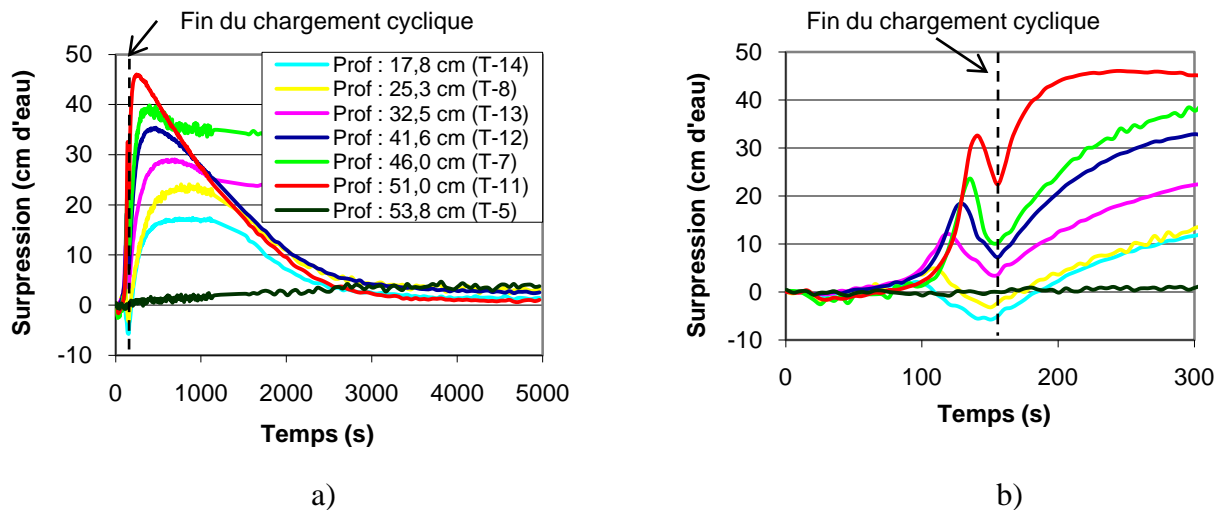 Fin du chargement cyclique
Surpression (cm d'eau)
50
40
30
20
10
0
-10
Prof : 17,8 cm (T-14)
Prof : 25,3 cm (T-8)
Prof : 32,5 cm (T-13)
Prof : 41,6 cm (T-12)
Prof : 46,0 cm (T-7)
Prof : 51,0 cm (T-11)
Prof : 53,8 cm (T-5)
0 1000 2000 3000 4000 5000
Temps (s)
a)
Fin du chargement cyclique
Surpression (cm d'eau)
50
40
30
20
10
0
-10
0 100 200 300
Temps (s)
b)